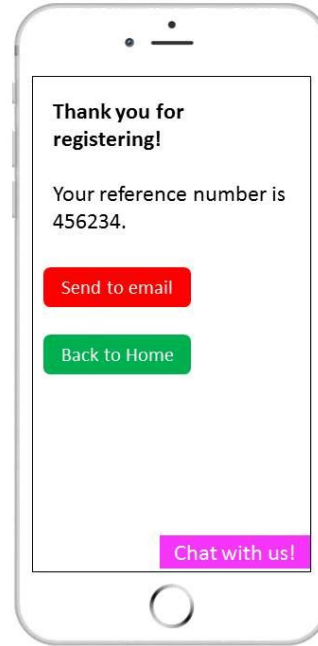 Thank you for
registering!
Your reference number is
456234.
Send to email
Back to Home
Chat with us!